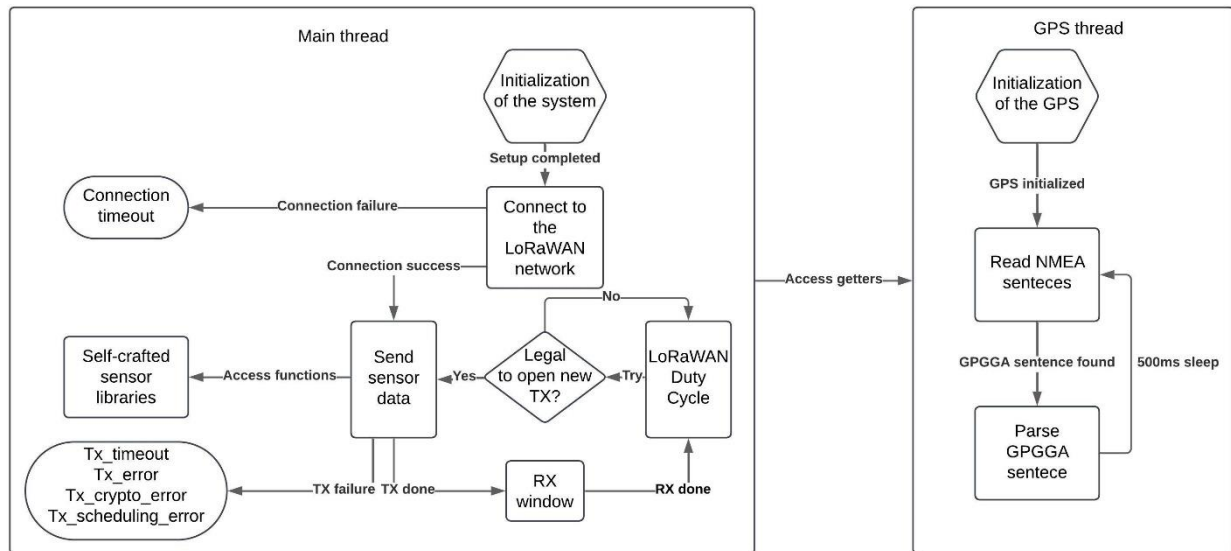 Main thread
Initialization
of the system
Setup completed
Connect to
the
LoRaWAN
network
Connection failure
Connection
timeout
Connection success
No
Send
sensor
data
Yes
Legal
to open new
TX?
Try
LoRaWAN
Duty
Cycle
Access functions
Self-crafted
sensor
libraries
Tx_timeout
Tx_error
Tx_crypto_error
Tx_scheduling_error
TX failure
TX done
RX
window
RX done
Access getters
GPS thread
Initialization
of the GPS
GPS initialized
Read NMEA
senteces
GPGGA sentence found
500ms sleep
Parse
GPGGA
sentece